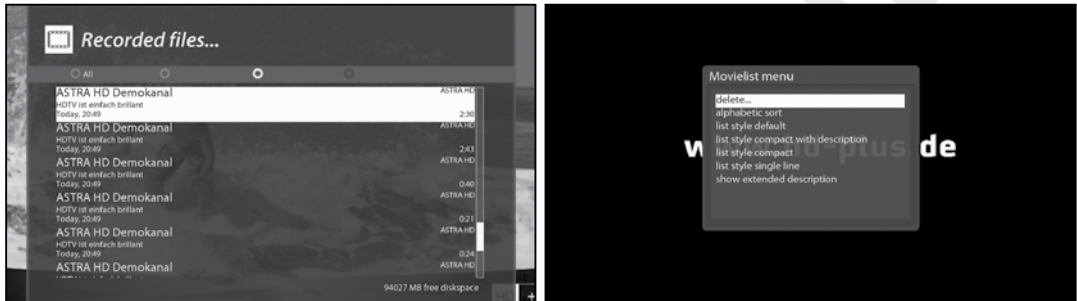 Recorded files...
All
ASTRA HD Demokanal ASTRA HD
HDTV ist einfach brillant
Today, 20:49 2:30
ASTRA HD Demokanal ASTRA HD
HDTV ist einfach brillant
Today, 20:49 2:43
ASTRA HD Demokanal ASTRA HD
HDTV ist einfach brillant
Today, 20:49 0:40
ASTRA HD Demokanal ASTRA HD
HDTV ist einfach brillant
Today, 20:49 0:21
ASTRA HD Demokanal ASTRA HD
HDTV ist einfach brillant
Today, 20:49 0:24
ASTRA HD Demokanal ASTRA HD
94027 MB free diskspace
HD +
Movielist menu
delete...
alphabetic sort
list style default
list style compact with description
list style compact
list style single line
show extended description
-plus de